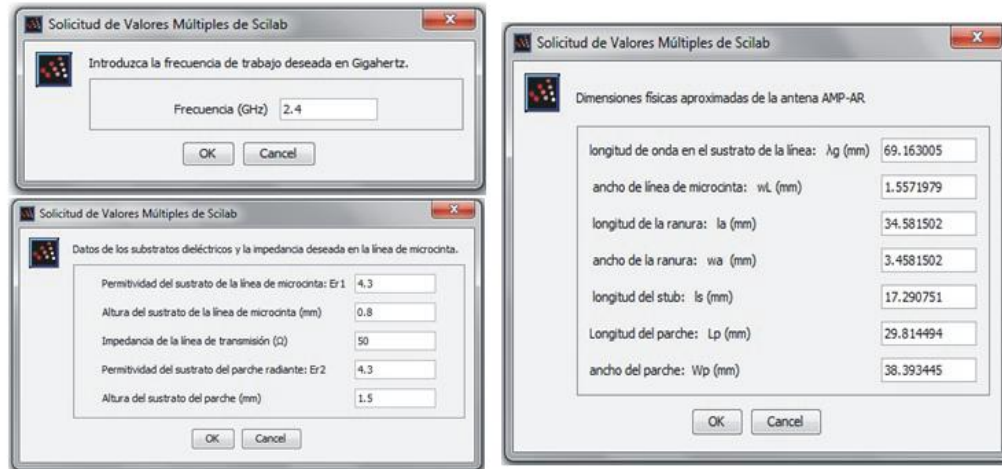 Solicitud de Valores Múltiples de Scilab
Introduzca la frecuencia de trabajo deseada en Gigahertz.
Frecuencia (GHz) 2.4
OK Cancel
Solicitud de Valores Múltiples de Scilab
Datos de los substratos dieléctricos y la impedancia deseada en la línea de microcinta.
Permitividad del sustrato de la línea de microcinta: Er1 4.3
Altura del sustrato de la línea de microcinta (mm) 0.8
Impedancia de la línea de transmisión (Ω) 50
Permitividad del sustrato del parche radiante: Er2 4.3
Altura del sustrato del parche (mm) 1.5
OK Cancel
Solicitud de Valores Múltiples de Scilab
Dimensiones físicas aproximadas de la antena AMP-AR
longitud de onda en el sustrato de la línea: λg (mm) 69.163005
ancho de línea de microcinta: wL (mm) 1.5571979
longitud de la ranura: la (mm) 34.581502
ancho de la ranura: wa (mm) 3.4581502
longitud del stub: ls (mm) 17.290751
Longitud del parche: Lp (mm) 29.814494
ancho del parche: Wp (mm) 38.393445
OK Cancel